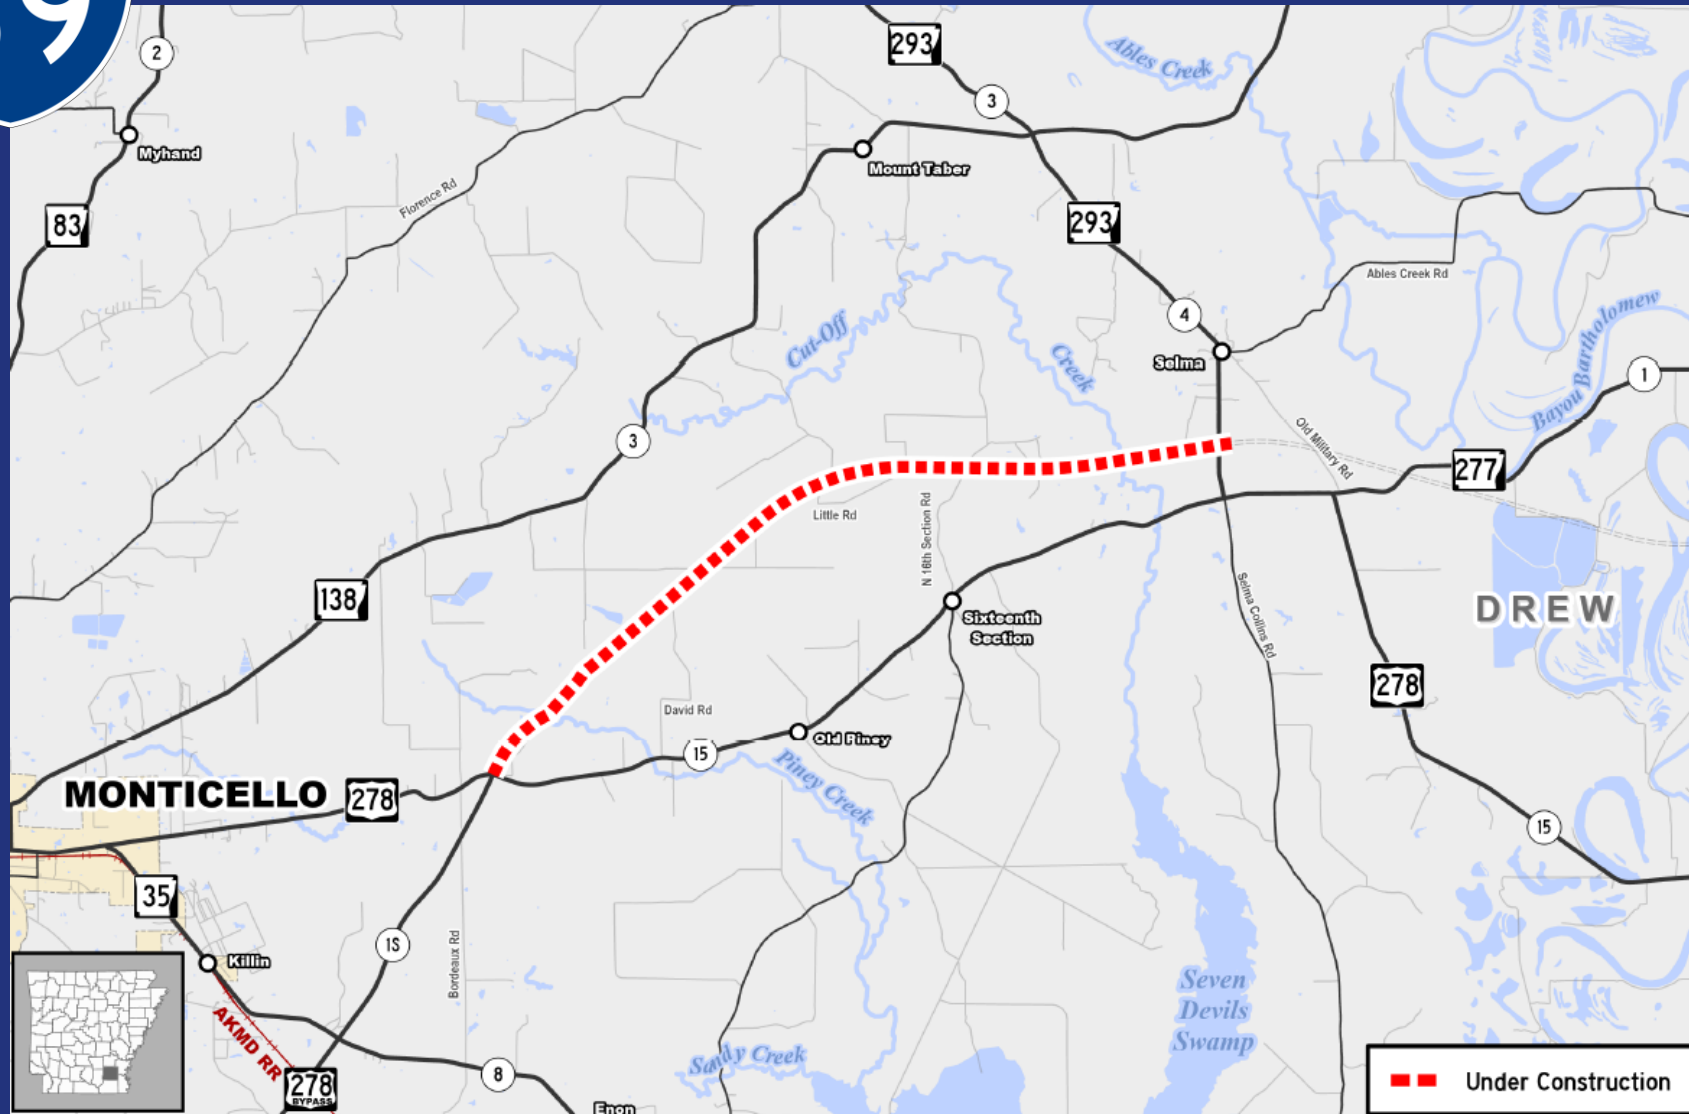 9
2
293
Ables Creek
3
Myhand
Mount Taber
Florence Rd
83
293
Ables Creek Rd
4
Cut-Off
Creek
Selma
Bayou Bartholomew
1
3
Old Military Rd
277
Little Rd
N 16th Section Rd
138
Sixteenth
Section
Selma Collins Rd
DREW
278
David Rd
15
Old Piney
Piney Creek
MONTICELLO
278
15
35
1S
Bordeaux Rd
Killin
Seven
Devils
Swamp
AKMD RR
Sandy Creek
8
278
BYPASS
Enon
Under Construction